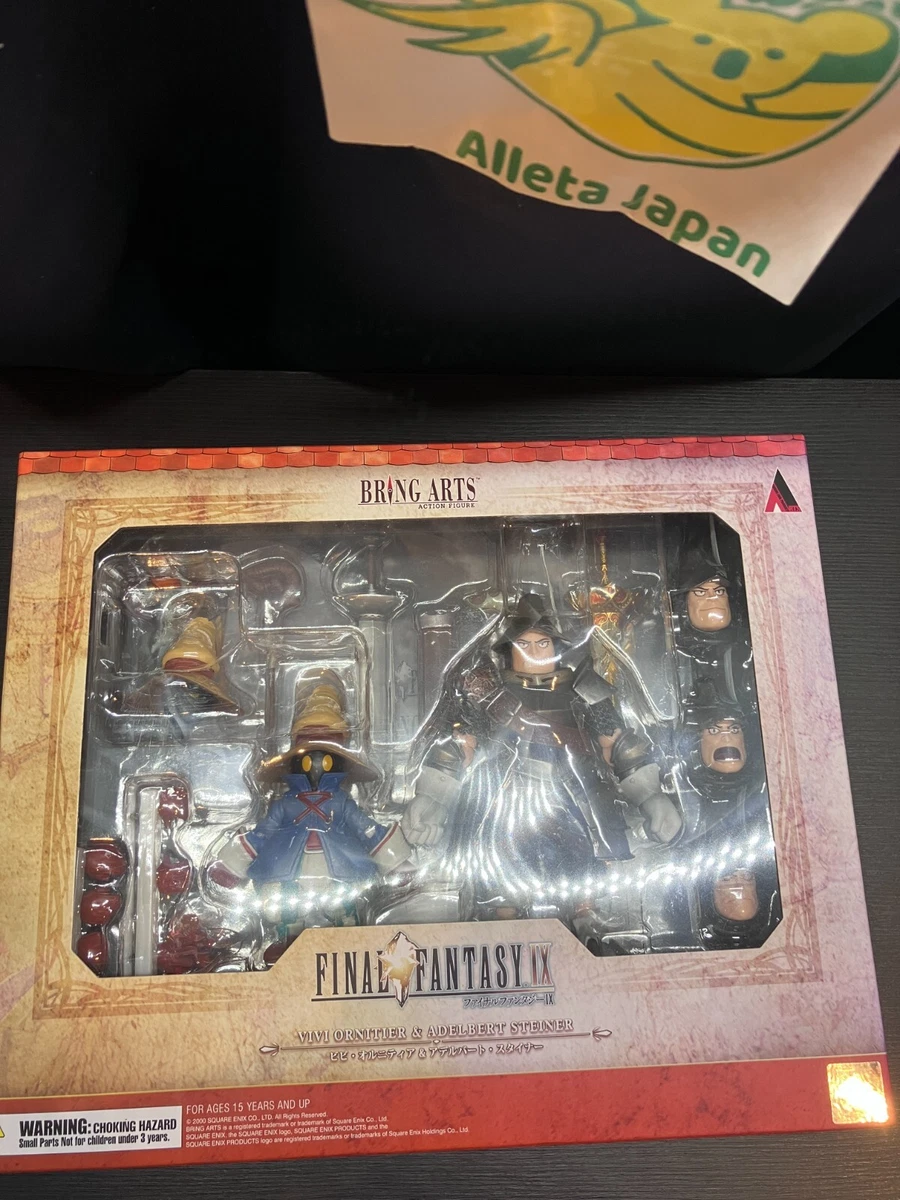 Alleta Japan
BRING ARTS™
ACTION FIGURE
FINAL FANTASY IX
ファイナルファンタジーIX
VIVI ORNITIER & ADELBERT STEINER
ビビ・オルニティア & アデルバート・スタイナー
FOR AGES 15 YEARS AND UP
© 2000 SQUARE ENIX CO., LTD. All Rights Reserved.
BRING ARTS is a registered trademark or trademark of Square Enix Co., Ltd.
SQUARE ENIX, the SQUARE ENIX logo, SQUARE ENIX PRODUCTS and the
SQUARE ENIX PRODUCTS logo are registered trademarks or trademarks of Square Enix Holdings Co., Ltd.
WARNING: CHOKING HAZARD
Small Parts Not for children under 3 years.